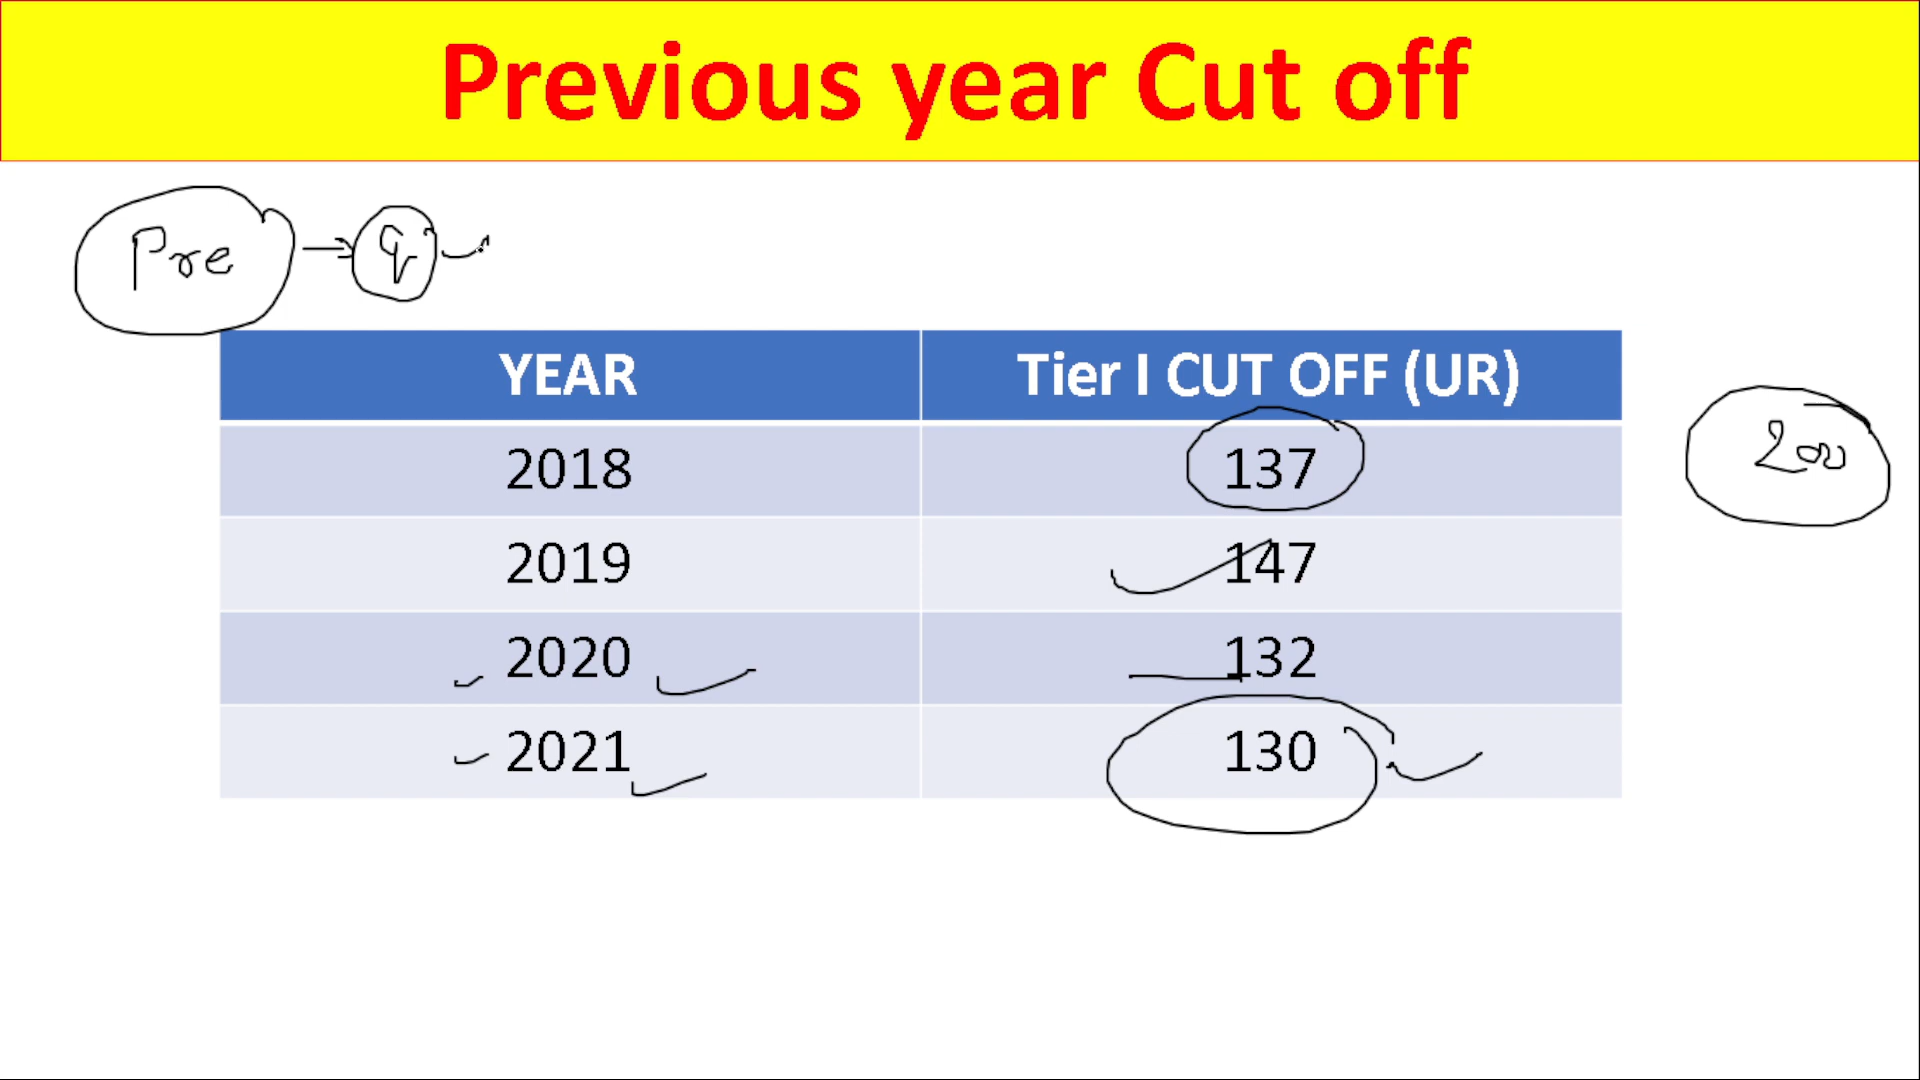 Previous year Cut off
Pre → q
YEAR Tier I CUT OFF (UR)
2018 137
200
2019 147
2020 132
2021 130